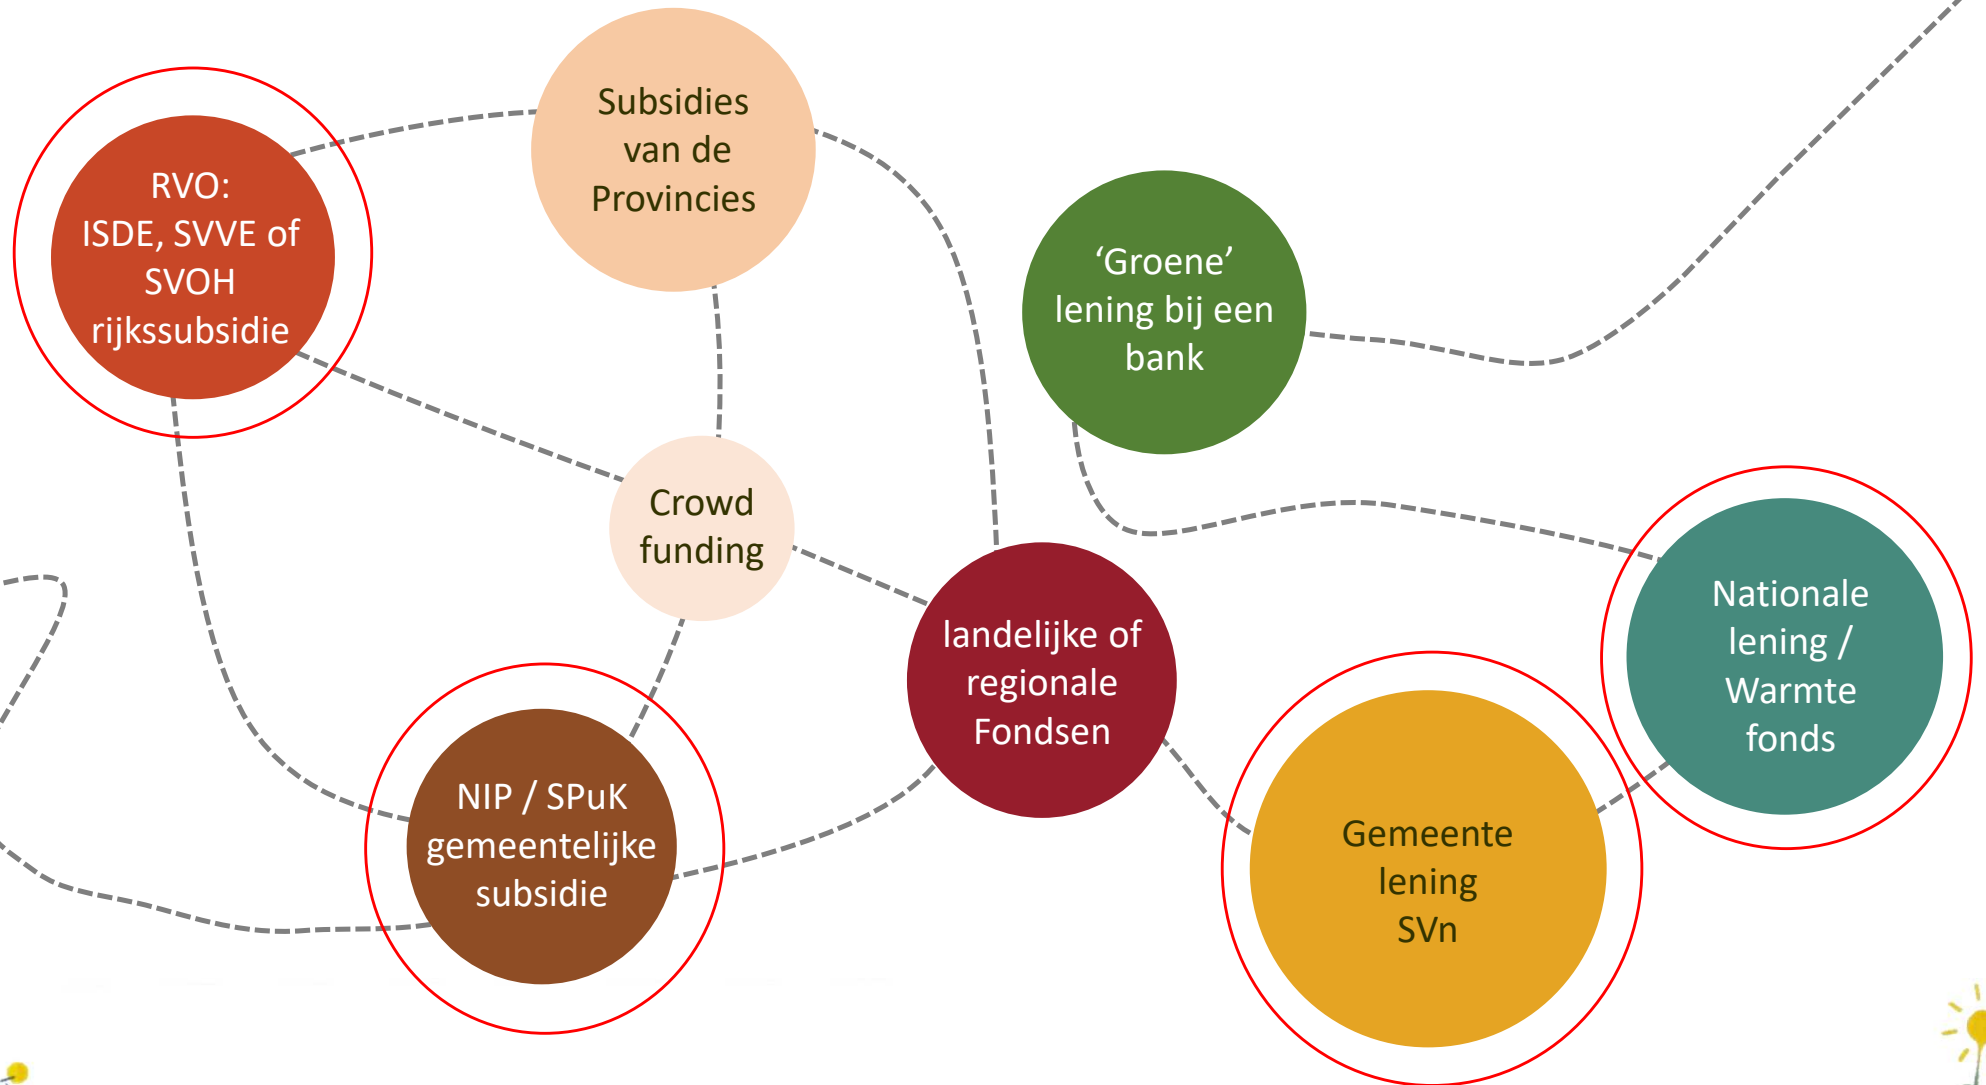 RVO:
ISDE, SVVE of
SVOH
rijkssubsidie
Subsidies
van de
Provincies
‘Groene’
lening bij een
bank
Crowd
funding
landelijke of
regionale
Fondsen
Nationale
lening /
Warmte
fonds
NIP / SPuK
gemeentelijke
subsidie
Gemeente
lening
SVn